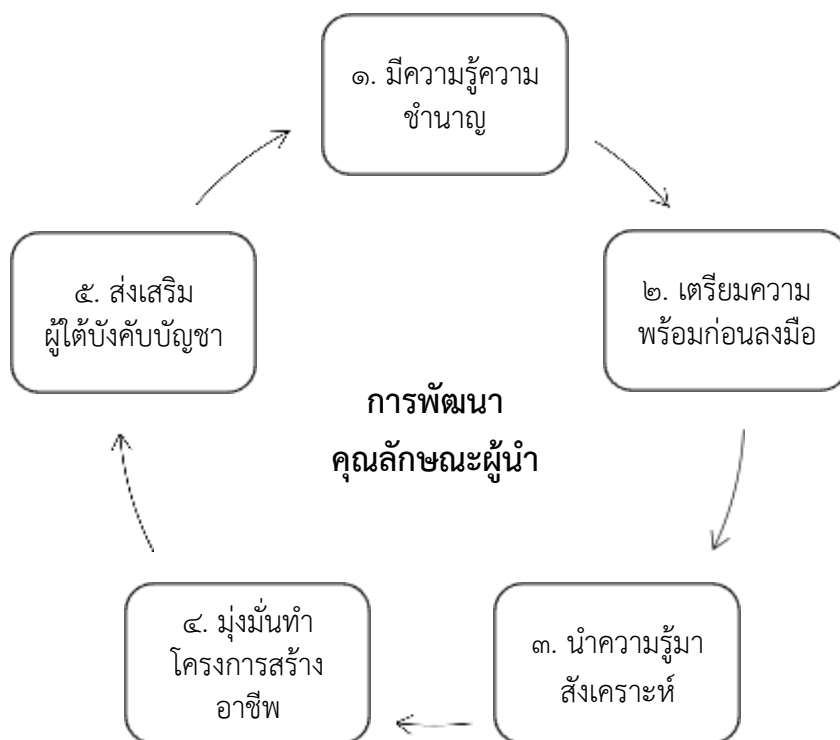 ๑. มีความรู้ความ
ชำนาญ
๒. เตรียมความ
พร้อมก่อนลงมือ
๓. นำความรู้มา
สังเคราะห์
๔. มุ่งมั่นทำ
โครงการสร้าง
อาชีพ
๕. ส่งเสริม
ผู้ใต้บังคับบัญชา
การพัฒนา
คุณลักษณะผู้นำ